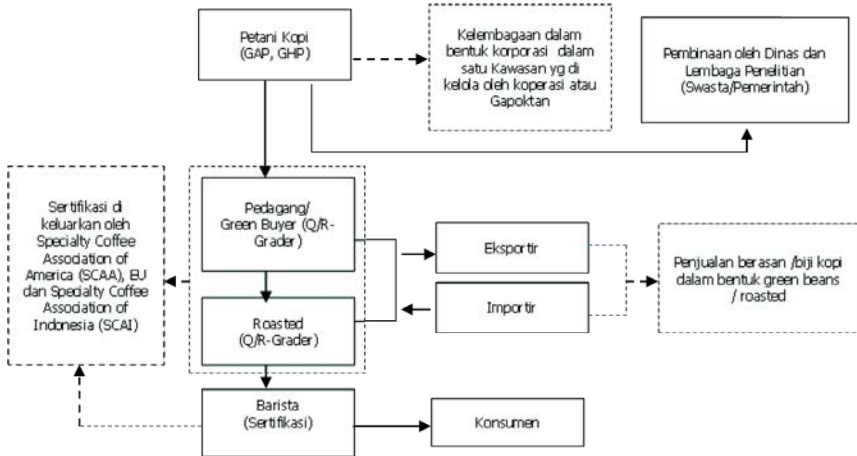 Petani Kopi
(GAP, GHP)
Kelembagaan dalam
bentuk korporasi dalam
satu Kawasan yg di
kelola oleh koperasi atau
Gapoktan
Pembinaan oleh Dinas dan
Lembaga Penelitian
(Swasta/Pemerintah)
Sertifikasi di
keluarkan oleh
Specialty Coffee
Association of
America (SCAA), EU
dan Specialty Coffee
Association of
Indonesia (SCAI)
Pedagang/
Green Buyer (Q/R-
Grader)
Eksportir
Penjualan berasan /biji kopi
dalam bentuk green beans
/ roasted
Roasted
(Q/R-Grader)
Importir
Barista
(Sertifikasi)
Konsumen